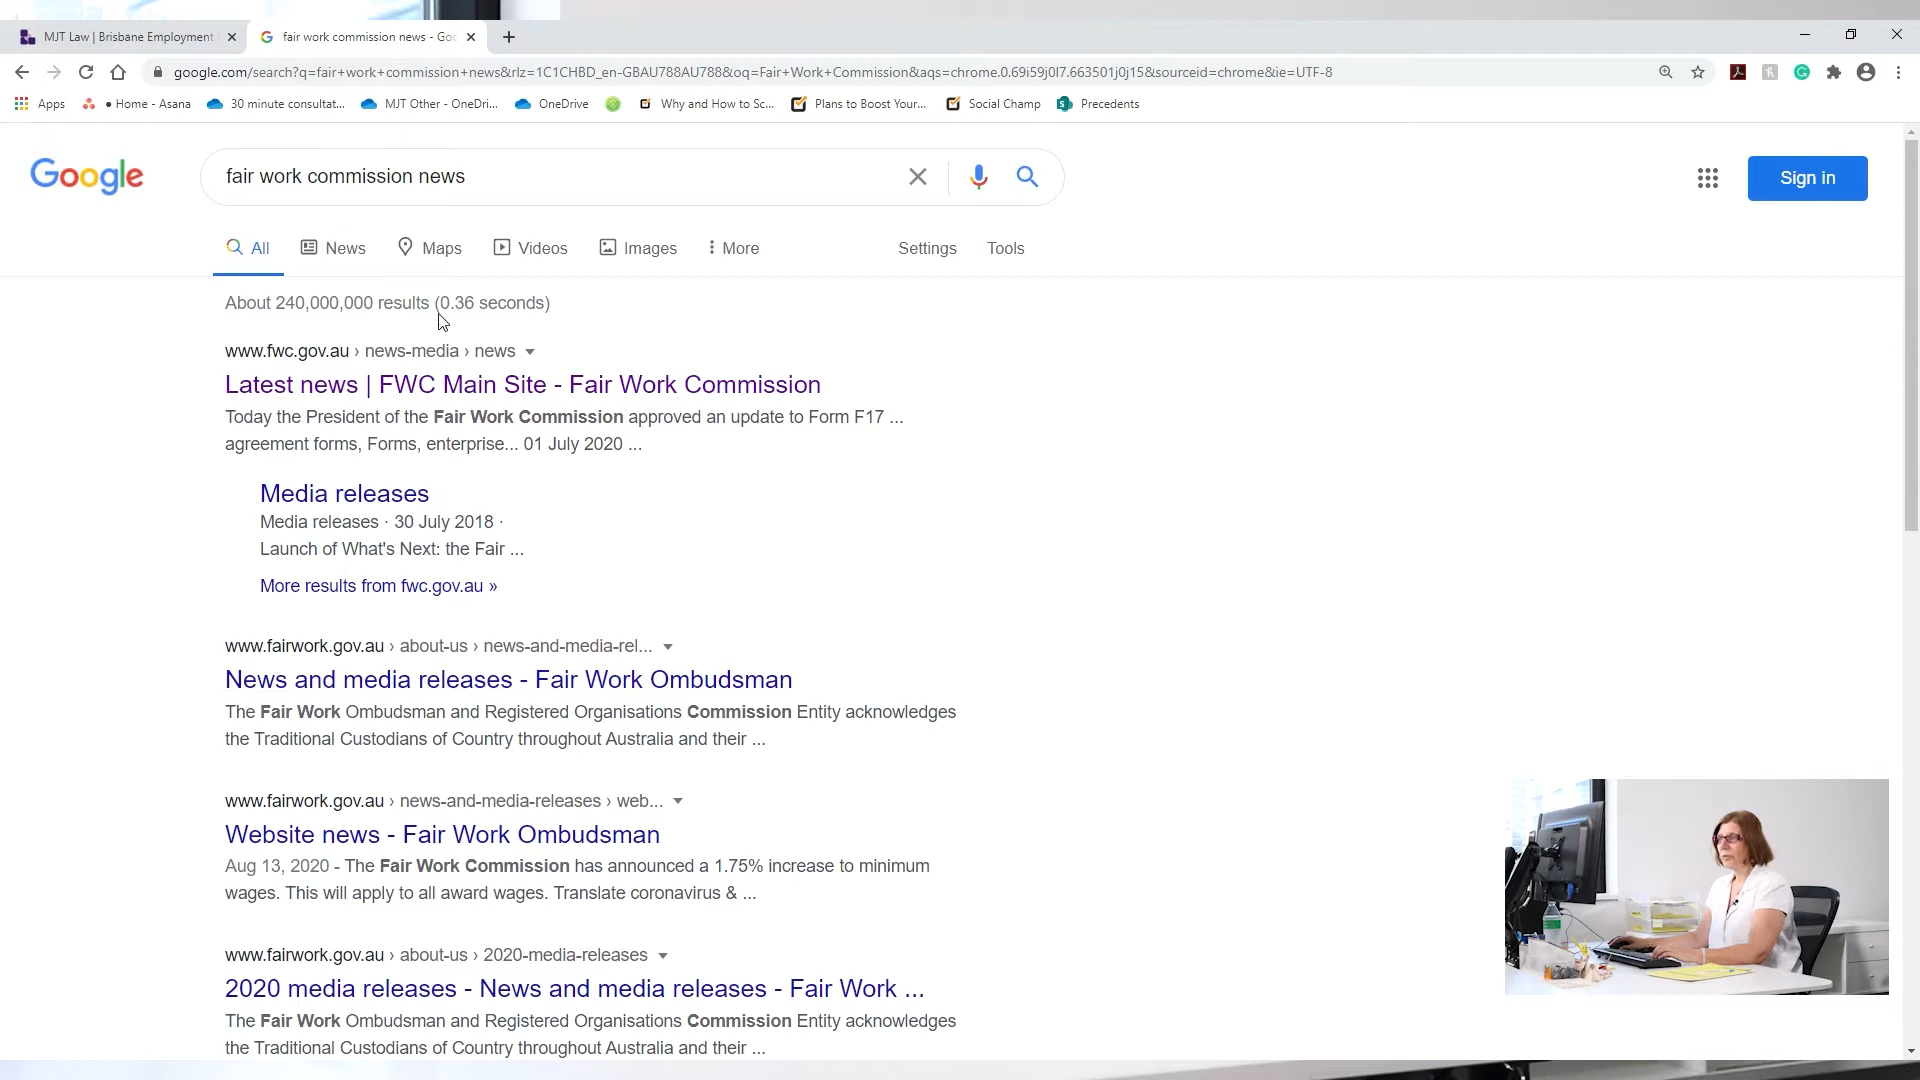 MJT Law | Brisbane Employment
fair work commission news - Goo
google.com/search?q=fair+work+commission+news&rlz=1C1CHBD_en-GBAU788AU788&oq=Fair+Work+Commission&aqs=chrome.0.69i59j0l7.663501j0j15&sourceid=chrome&ie=UTF-8
Apps • Home - Asana 30 minute consultat... MJT Other - OneDri... OneDrive Why and How to Sc... Plans to Boost Your... Social Champ Precedents
Google fair work commission news Sign in
All News Maps Videos Images More Settings Tools
About 240,000,000 results (0.36 seconds)
www.fwc.gov.au › news-media › news
Latest news | FWC Main Site - Fair Work Commission
Today the President of the Fair Work Commission approved an update to Form F17 ...
agreement forms, Forms, enterprise... 01 July 2020 ...
Media releases
Media releases · 30 July 2018 ·
Launch of What's Next: the Fair ...
More results from fwc.gov.au »
www.fairwork.gov.au › about-us › news-and-media-rel...
News and media releases - Fair Work Ombudsman
The Fair Work Ombudsman and Registered Organisations Commission Entity acknowledges
the Traditional Custodians of Country throughout Australia and their ...
www.fairwork.gov.au › news-and-media-releases › web...
Website news - Fair Work Ombudsman
Aug 13, 2020 - The Fair Work Commission has announced a 1.75% increase to minimum
wages. This will apply to all award wages. Translate coronavirus & ...
www.fairwork.gov.au › about-us › 2020-media-releases
2020 media releases - News and media releases - Fair Work ...
The Fair Work Ombudsman and Registered Organisations Commission Entity acknowledges
the Traditional Custodians of Country throughout Australia and their ...